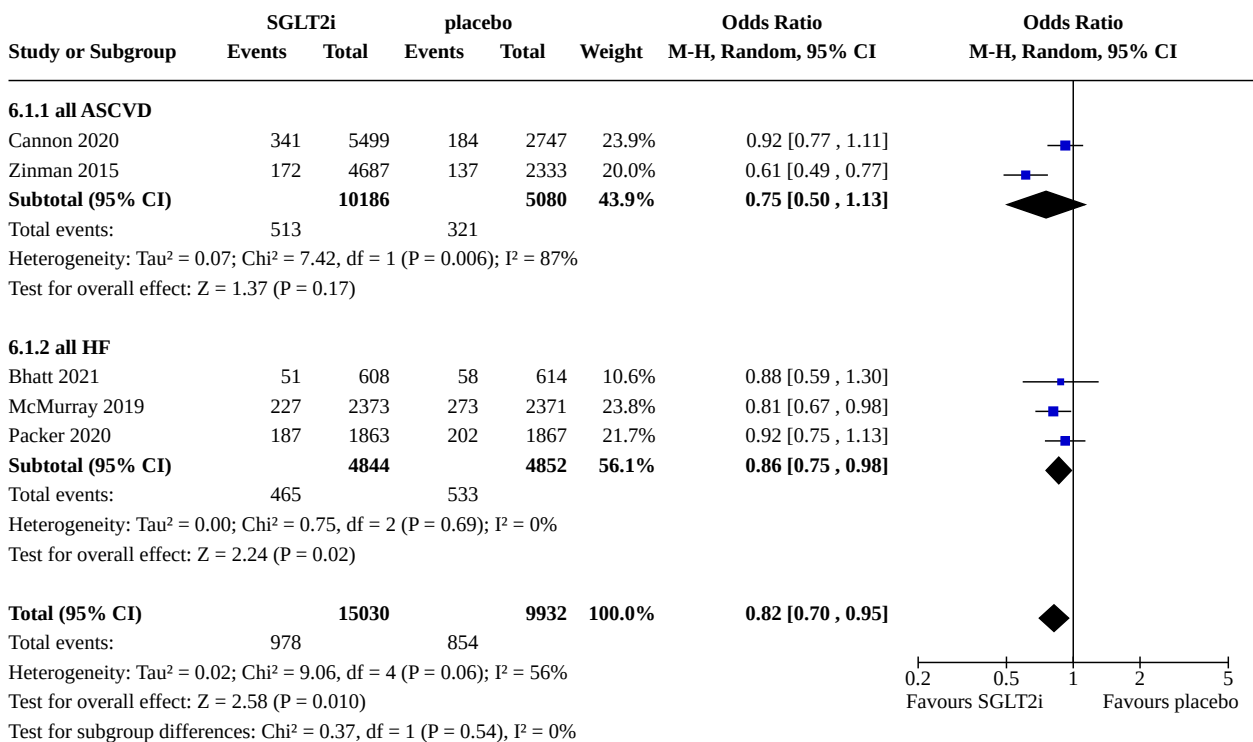 SGLT2i placebo Odds Ratio Odds Ratio
Study or Subgroup Events Total Events Total Weight M-H, Random, 95% CI M-H, Random, 95% CI
6.1.1 all ASCVD
Cannon 2020 341 5499 184 2747 23.9% 0.92 [0.77 , 1.11]
Zinman 2015 172 4687 137 2333 20.0% 0.61 [0.49 , 0.77]
Subtotal (95% CI) 10186 5080 43.9% 0.75 [0.50 , 1.13]
Total events: 513 321
Heterogeneity: Tau² = 0.07; Chi² = 7.42, df = 1 (P = 0.006); I² = 87%
Test for overall effect: Z = 1.37 (P = 0.17)
6.1.2 all HF
Bhatt 2021 51 608 58 614 10.6% 0.88 [0.59 , 1.30]
McMurray 2019 227 2373 273 2371 23.8% 0.81 [0.67 , 0.98]
Packer 2020 187 1863 202 1867 21.7% 0.92 [0.75 , 1.13]
Subtotal (95% CI) 4844 4852 56.1% 0.86 [0.75 , 0.98]
Total events: 465 533
Heterogeneity: Tau² = 0.00; Chi² = 0.75, df = 2 (P = 0.69); I² = 0%
Test for overall effect: Z = 2.24 (P = 0.02)
Total (95% CI) 15030 9932 100.0% 0.82 [0.70 , 0.95]
Total events: 978 854
Heterogeneity: Tau² = 0.02; Chi² = 9.06, df = 4 (P = 0.06); I² = 56%
Test for overall effect: Z = 2.58 (P = 0.010)
Test for subgroup differences: Chi² = 0.37, df = 1 (P = 0.54), I² = 0%
0.2 0.5 1 2 5
Favours SGLT2i Favours placebo